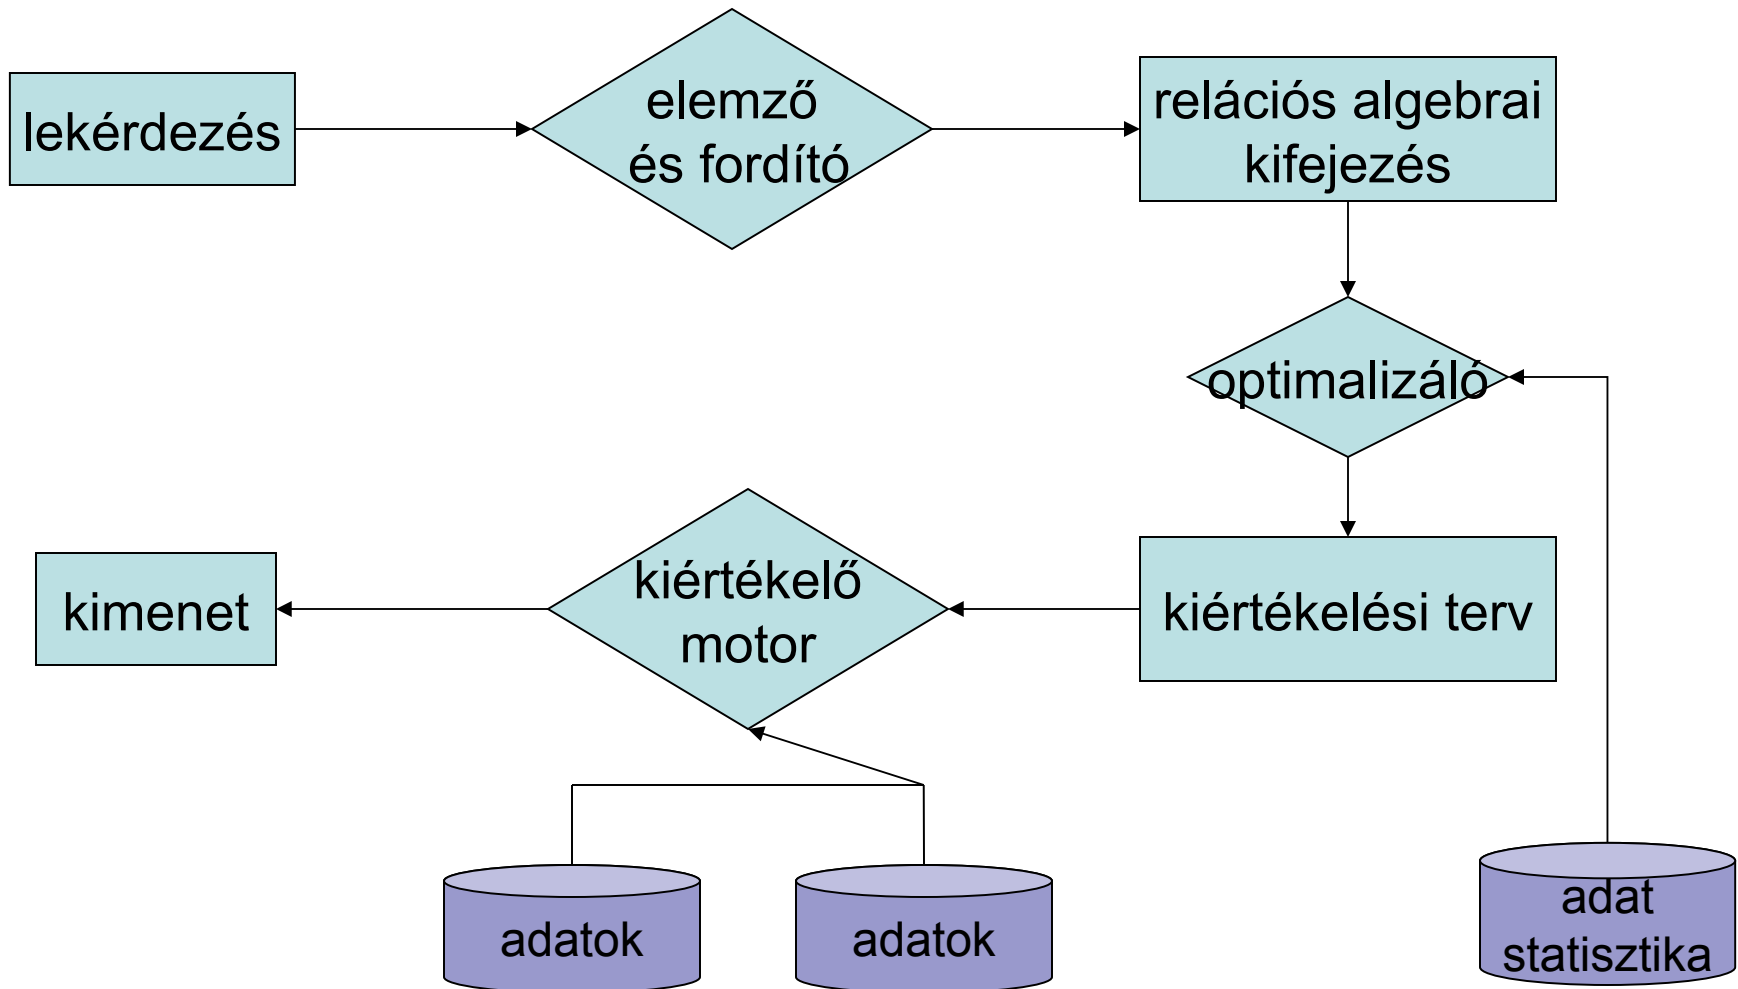 lekérdezés
elemző
és fordító
relációs algebrai
kifejezés
optimalizáló
kiértékelési terv
kiértékelő
motor
kimenet
adatok
adatok
adat
statisztika